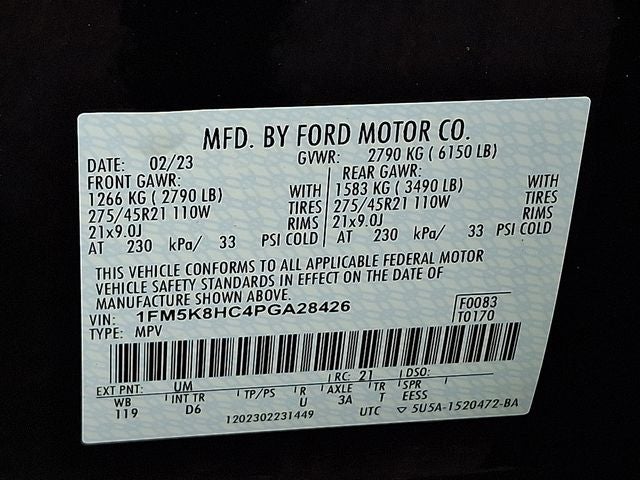 MFD. BY FORD MOTOR CO.
DATE: 02/23 GVWR: 2790 KG ( 6150 LB)
FRONT GAWR: REAR GAWR:
1266 KG ( 2790 LB) WITH 1583 KG ( 3490 LB) WITH
275/45R21 110W TIRES 275/45R21 110W TIRES
21x9.0J RIMS 21x9.0J RIMS
AT 230 kPa/ 33 PSI COLD AT 230 kPa/ 33 PSI COLD
THIS VEHICLE CONFORMS TO ALL APPLICABLE FEDERAL MOTOR
VEHICLE SAFETY STANDARDS IN EFFECT ON THE DATE OF
MANUFACTURE SHOWN ABOVE.
VIN: 1FM5K8HC4PGA28426 F0083
TYPE: MPV T0170
EXT PNT: UM RC: 21 DSO:
WB INT TR TP/PS R AXLE TR SPR
119 D6 U 3A T EESS
1202302231449 UTC ▽ 5U5A-1520472-BA